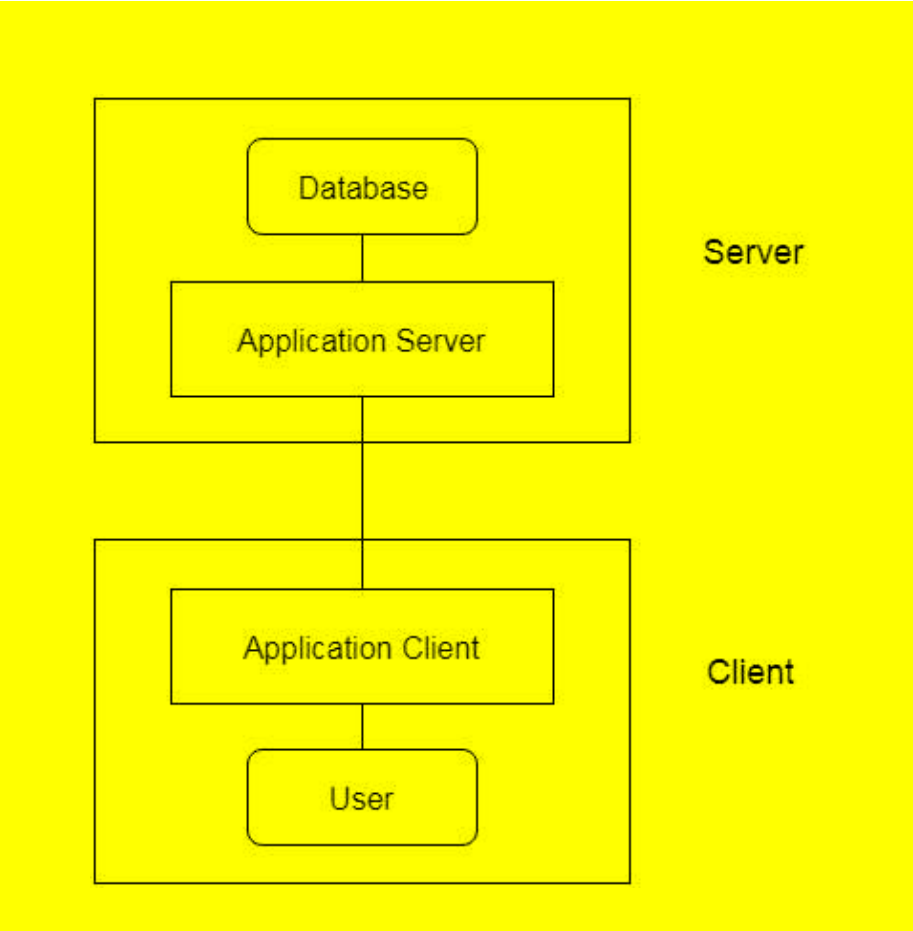 Database
Server
Application Server
Application Client
Client
User